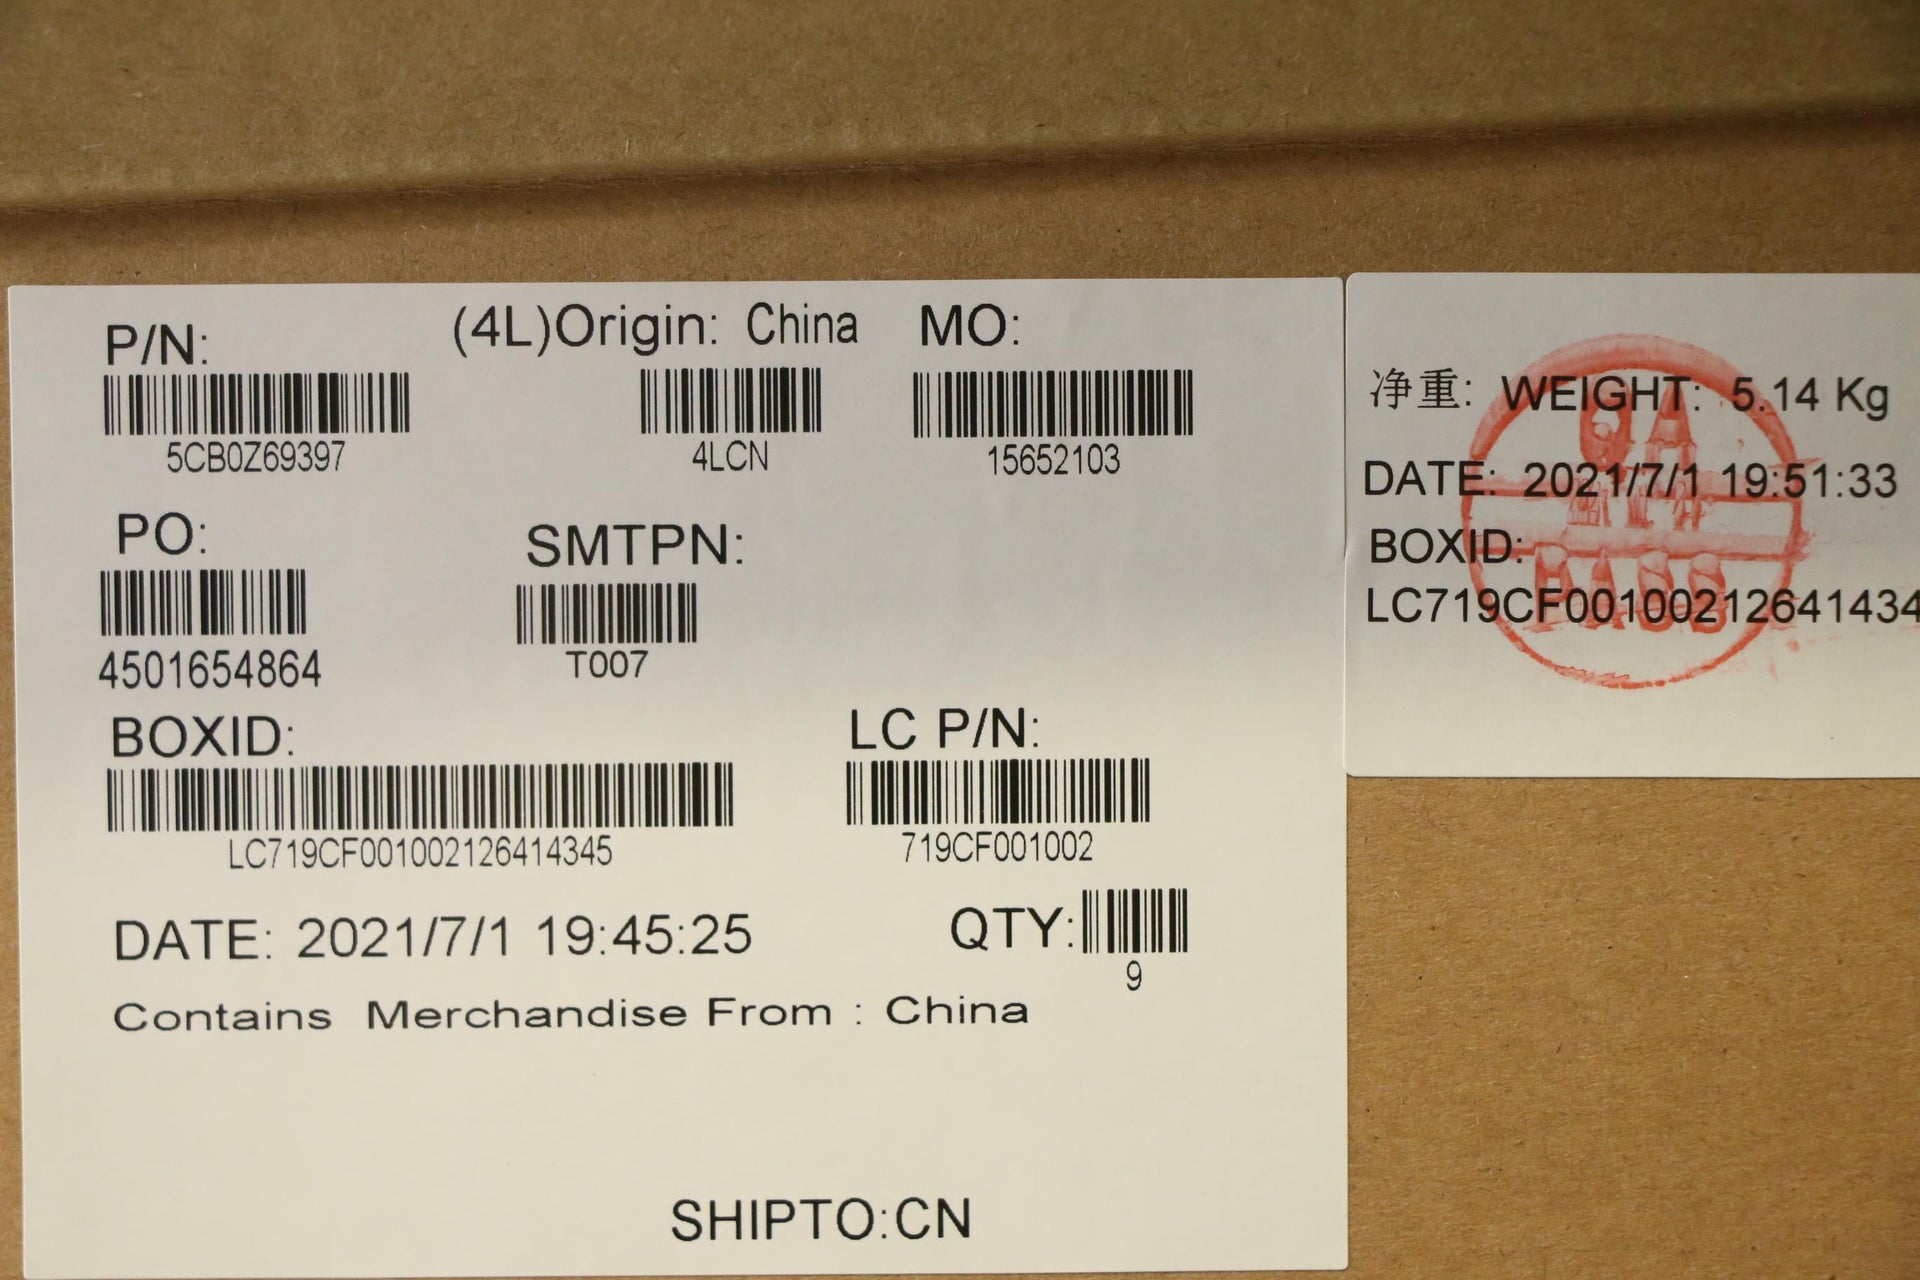 P/N:
5CB0Z69397
(4L)Origin: China
4LCN
MO:
15652103
PO:
4501654864
SMTPN:
T007
BOXID:
LC719CF001002126414345
LC P/N:
719CF001002
DATE: 2021/7/1 19:45:25
QTY:
9
Contains Merchandise From : China
SHIPTO:CN
净重: WEIGHT: 5.14 Kg
DATE: 2021/7/1 19:51:33
BOXID:
LC719CF00100212641434
QA
PASS